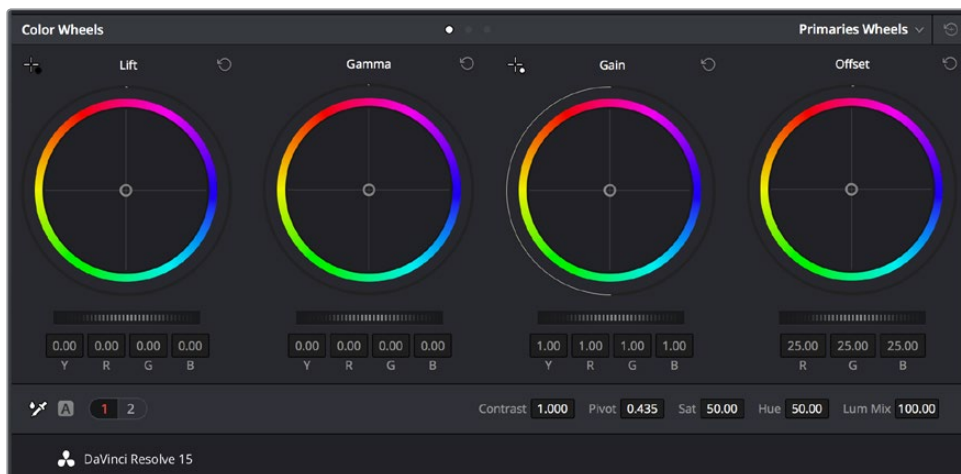 Color Wheels Primaries Wheels
Lift Gamma Gain Offset
0.00 0.00 0.00 0.00 0.00 0.00 0.00 0.00 1.00 1.00 1.00 1.00 25.00 25.00 25.00
Y R G B Y R G B Y R G B R G B
A 1 2 Contrast 1.000 Pivot 0.435 Sat 50.00 Hue 50.00 Lum Mix 100.00
DaVinci Resolve 15